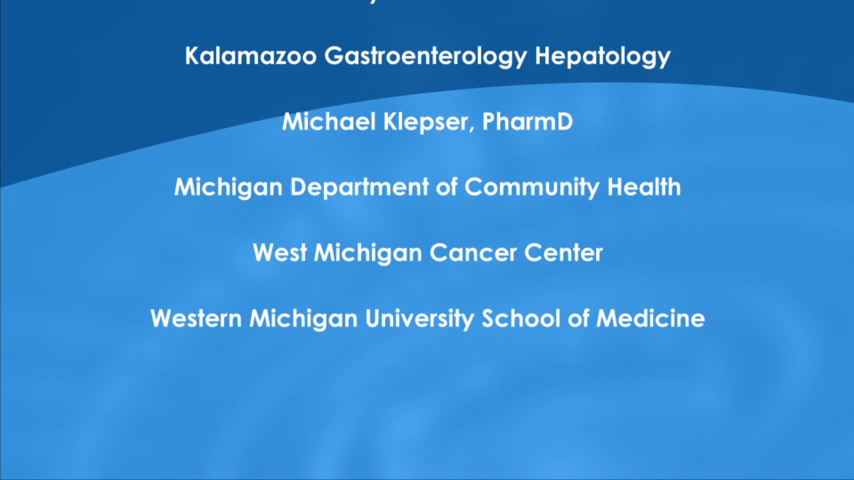 Kalamazoo Gastroenterology Hepatology
Michael Klepser, PharmD
Michigan Department of Community Health
West Michigan Cancer Center
Western Michigan University School of Medicine